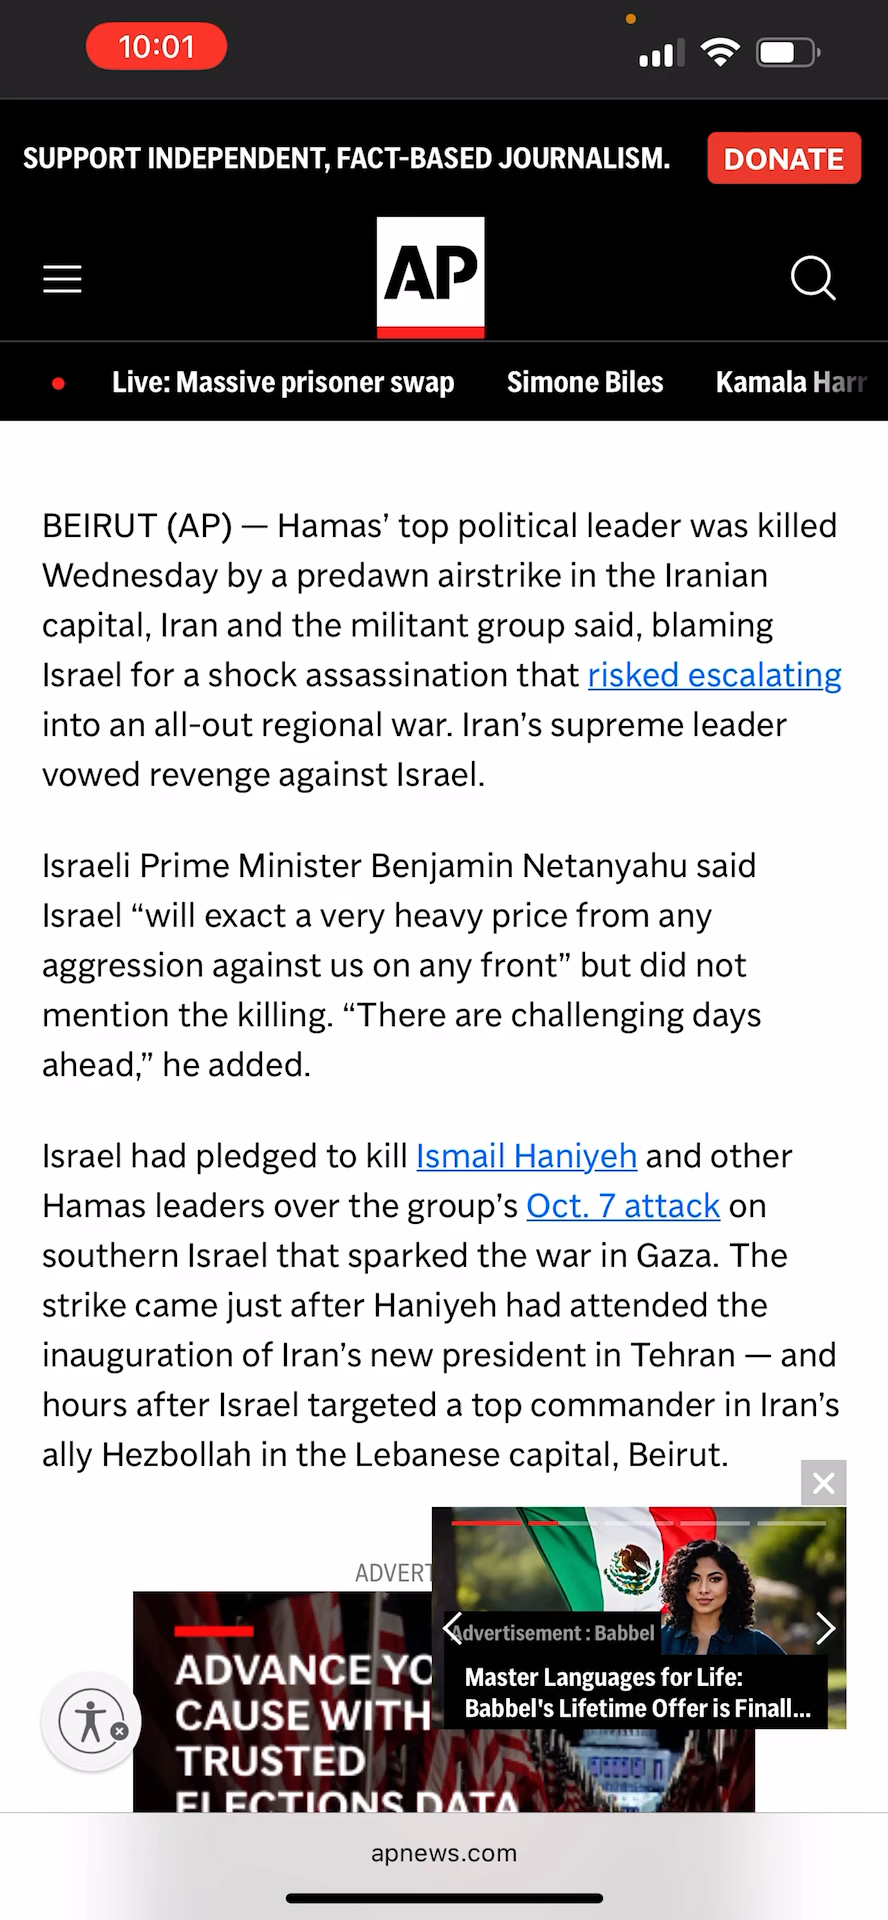 10:01
SUPPORT INDEPENDENT, FACT-BASED JOURNALISM.
DONATE
AP
Live: Massive prisoner swap
Simone Biles
Kamala Harr
BEIRUT (AP) — Hamas’ top political leader was killed
Wednesday by a predawn airstrike in the Iranian
capital, Iran and the militant group said, blaming
Israel for a shock assassination that risked escalating
into an all-out regional war. Iran’s supreme leader
vowed revenge against Israel.
Israeli Prime Minister Benjamin Netanyahu said
Israel “will exact a very heavy price from any
aggression against us on any front” but did not
mention the killing. “There are challenging days
ahead,” he added.
Israel had pledged to kill Ismail Haniyeh and other
Hamas leaders over the group’s Oct. 7 attack on
southern Israel that sparked the war in Gaza. The
strike came just after Haniyeh had attended the
inauguration of Iran’s new president in Tehran — and
hours after Israel targeted a top commander in Iran’s
ally Hezbollah in the Lebanese capital, Beirut.
ADVERT
Advertisement : Babbel
Master Languages for Life:
Babbel's Lifetime Offer is Finall...
ADVANCE YO
CAUSE WITH
TRUSTED
ELECTIONS DATA
apnews.com